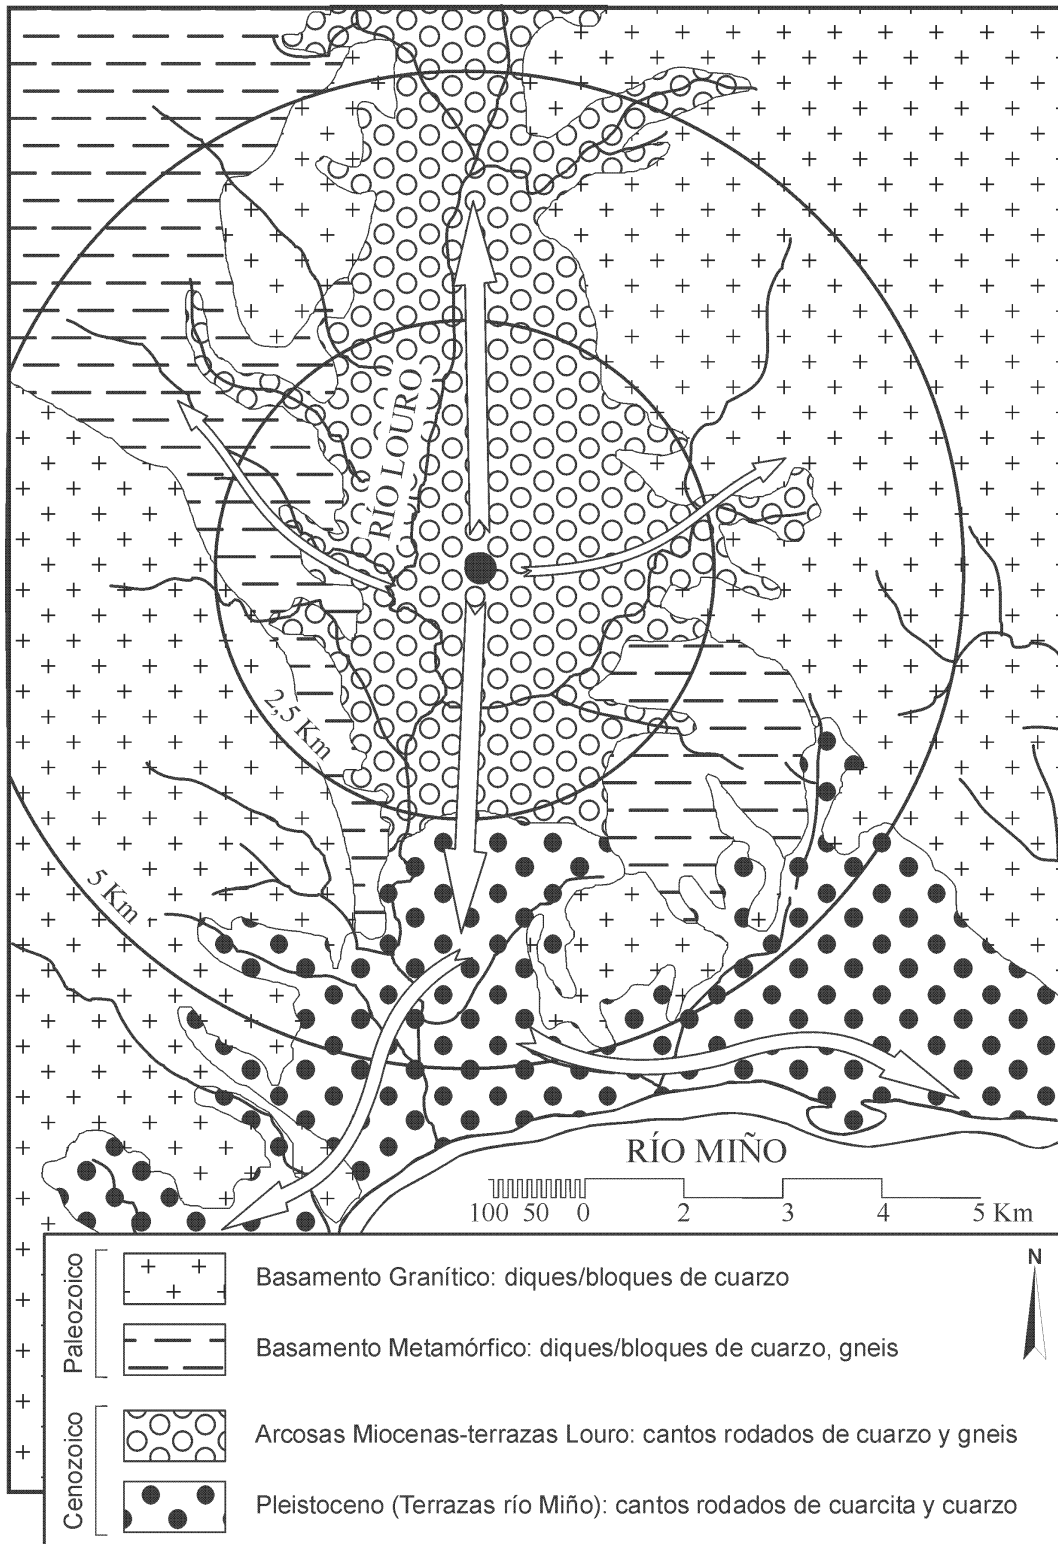 RÍO LOURO
2,5 Km
5 Km
RÍO MIÑO
100 50 0 2 3 4 5 Km
N
Paleozoico
Basamento Granítico: diques/bloques de cuarzo
Basamento Metamórfico: diques/bloques de cuarzo, gneis
Cenozoico
Arcosas Miocenas-terrazas Louro: cantos rodados de cuarzo y gneis
Pleistoceno (Terrazas río Miño): cantos rodados de cuarcita y cuarzo